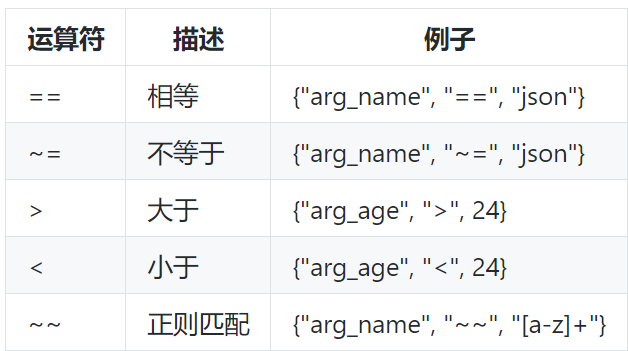 运算符 描述 例子
== 相等 {"arg_name", "==", "json"}
~= 不等于 {"arg_name", "~=", "json"}
> 大于 {"arg_age", ">", 24}
< 小于 {"arg_age", "<", 24}
~~ 正则匹配 {"arg_name", "~~", "[a-z]+"}